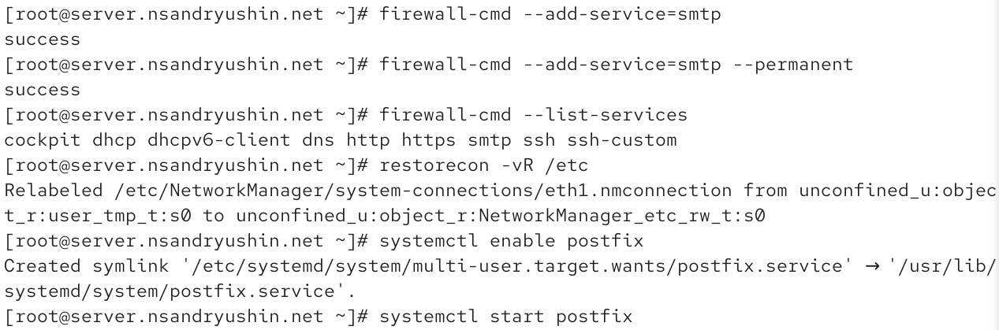 [root@server.nsandryushin.net ~]# firewall-cmd --add-service=smtp
success
[root@server.nsandryushin.net ~]# firewall-cmd --add-service=smtp --permanent
success
[root@server.nsandryushin.net ~]# firewall-cmd --list-services
cockpit dhcp dhcpv6-client dns http https smtp ssh ssh-custom
[root@server.nsandryushin.net ~]# restorecon -vR /etc
Relabeled /etc/NetworkManager/system-connections/eth1.nmconnection from unconfined_u:objec
t_r:user_tmp_t:s0 to unconfined_u:object_r:NetworkManager_etc_rw_t:s0
[root@server.nsandryushin.net ~]# systemctl enable postfix
Created symlink '/etc/systemd/system/multi-user.target.wants/postfix.service' → '/usr/lib/
systemd/system/postfix.service'.
[root@server.nsandryushin.net ~]# systemctl start postfix